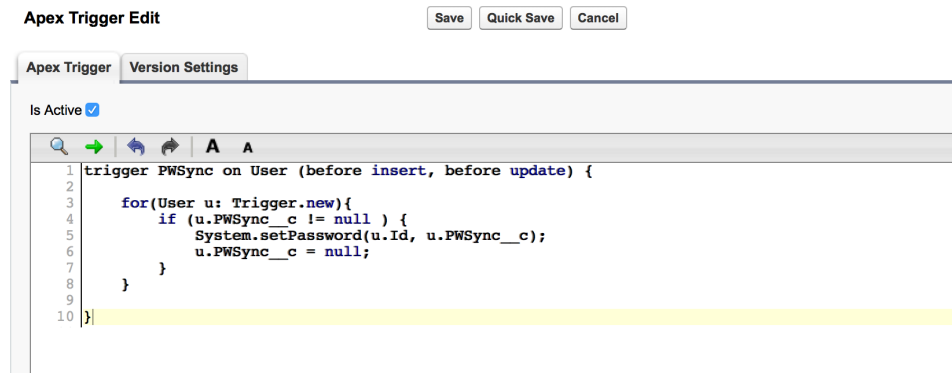 Apex Trigger Edit
Save
Quick Save
Cancel
Apex Trigger
Version Settings
Is Active
A A
1 trigger PWSync on User (before insert, before update) {
2
3     for(User u: Trigger.new){
4         if (u.PWSync__c != null ) {
5             System.setPassword(u.Id, u.PWSync__c);
6             u.PWSync__c = null;
7         }
8     }
9
10 }